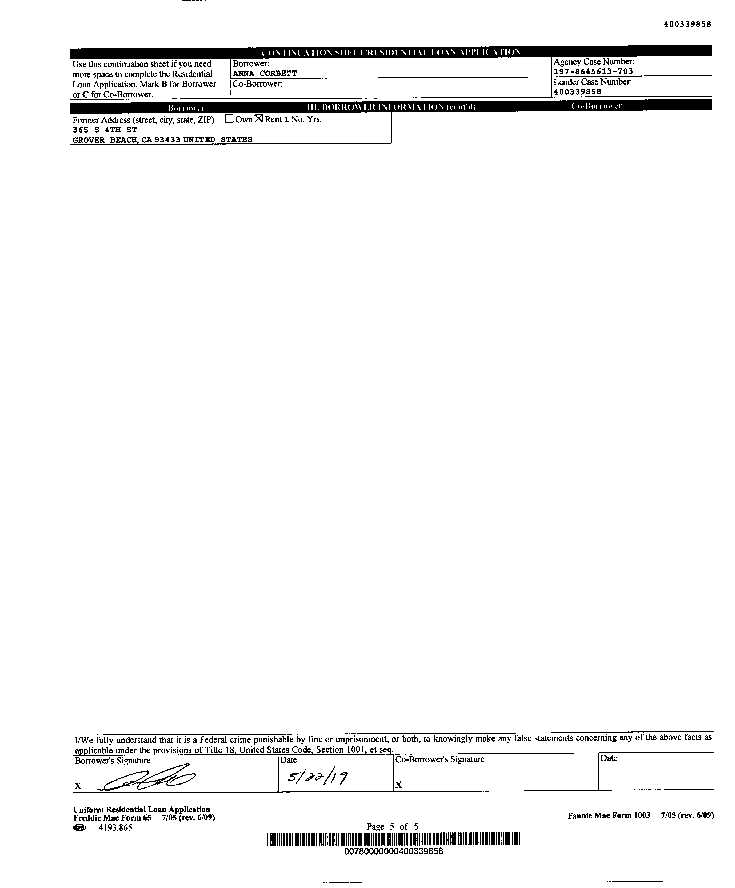 400339858
CONTINUATION SHEET/RESIDENTIAL LOAN APPLICATION
Use this continuation sheet if you need
more space to complete the Residential
Loan Application. Mark B for Borrower
or C for Co-Borrower.
Borrower:
ANNA CORBETT
Co-Borrower:
Agency Case Number:
197-8645613-703
Lender Case Number
400339858
Borrower III. BORROWER INFORMATION (cont'd) Co-Borrower
Former Address (street, city, state, ZIP) Own X Rent 1 No. Yrs.
365 S 4TH ST
GROVER BEACH, CA 93433 UNITED STATES
I/We fully understand that it is a Federal crime punishable by fine or imprisonment, or both, to knowingly make any false statements concerning any of the above facts as
applicable under the provisions of Title 18, United States Code, Section 1001, et seq.
Borrower's Signature Date Co-Borrower's Signature Date
X 5/22/19 X
Uniform Residential Loan Application
Freddie Mac Form 65 7/05 (rev. 6/09) Fannie Mae Form 1003 7/05 (rev. 6/09)
4193.865 Page 5 of 5
00780000000400339858